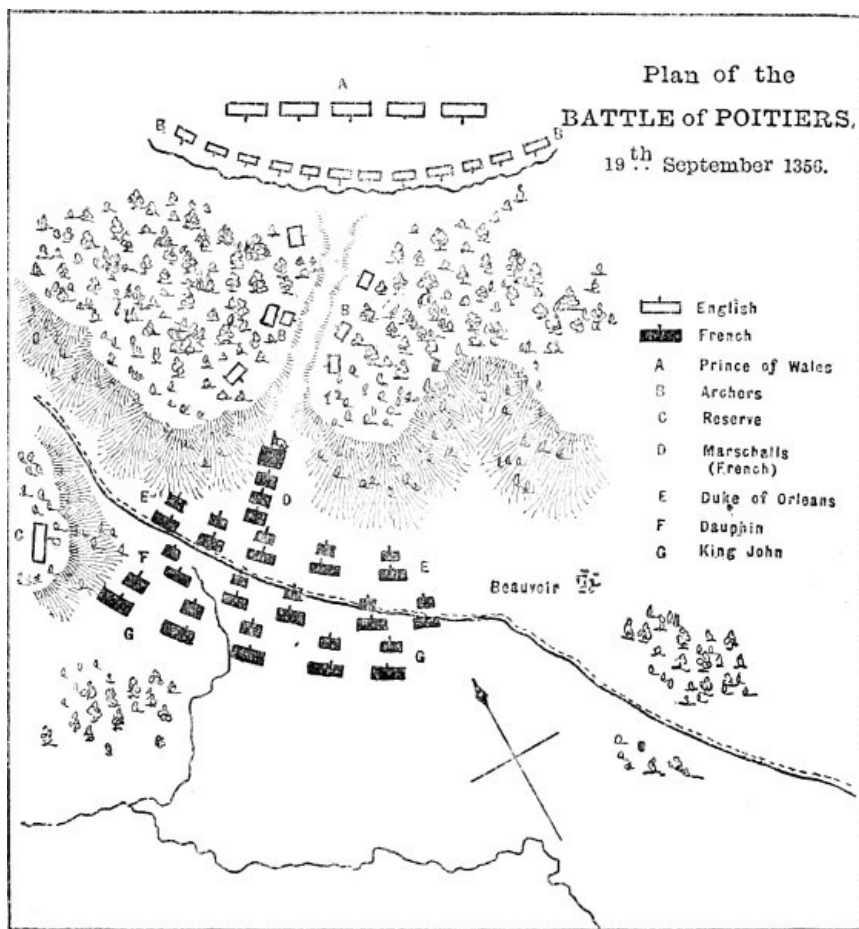 Plan of the
BATTLE of POITIERS,
19th September 1356.
A
B
B
B
B
English
French
A Prince of Wales
B Archers
C Reserve
D Marschalls
(French)
E Duke of Orleans
F Dauphin
G King John
E
D
C
F
E
Beauvoir
G
G